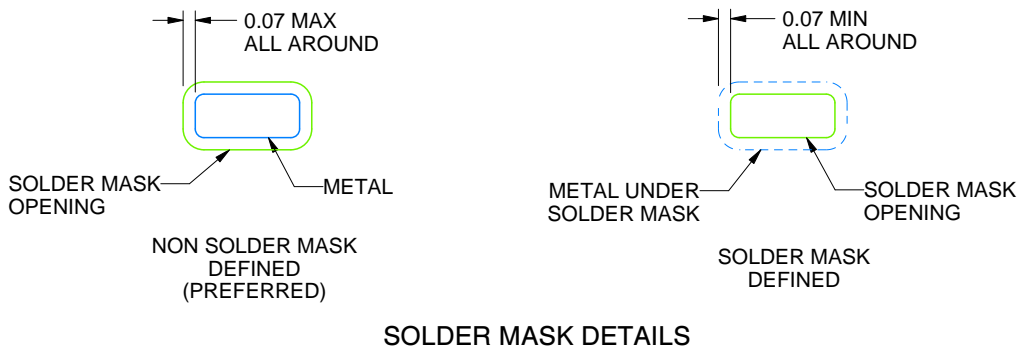 0.07 MAX
ALL AROUND
SOLDER MASK
OPENING
METAL
NON SOLDER MASK
DEFINED
(PREFERRED)
0.07 MIN
ALL AROUND
METAL UNDER
SOLDER MASK
SOLDER MASK
OPENING
SOLDER MASK
DEFINED
SOLDER MASK DETAILS